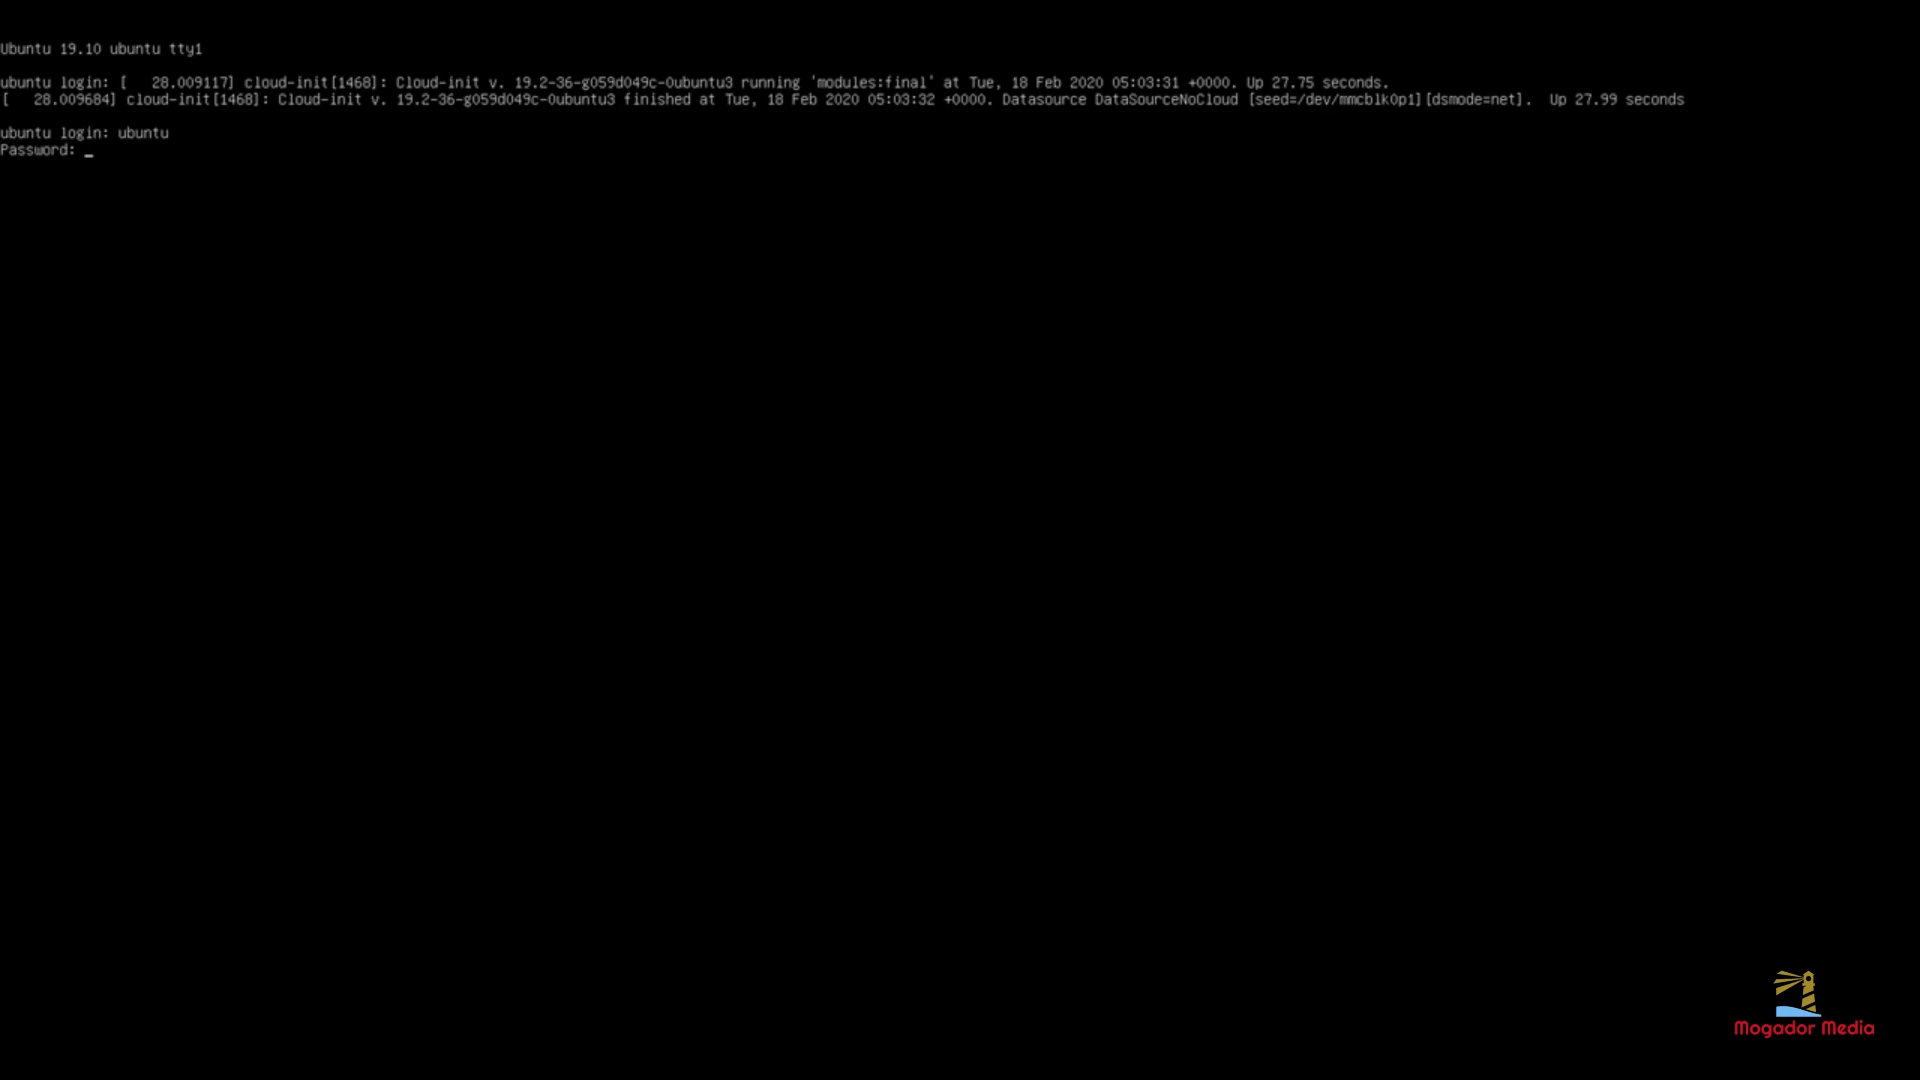 Ubuntu 19.10 ubuntu tty1
ubuntu login: [   28.009117] cloud-init[1468]: Cloud-init v. 19.2-36-g059d049c-0ubuntu3 running 'modules:final' at Tue, 18 Feb 2020 05:03:31 +0000. Up 27.75 seconds.
[   28.009684] cloud-init[1468]: Cloud-init v. 19.2-36-g059d049c-0ubuntu3 finished at Tue, 18 Feb 2020 05:03:32 +0000. Datasource DataSourceNoCloud [seed=/dev/mmcblk0p1][dsmode=net].  Up 27.99 seconds
ubuntu login: ubuntu
Password: _
Mogador Media